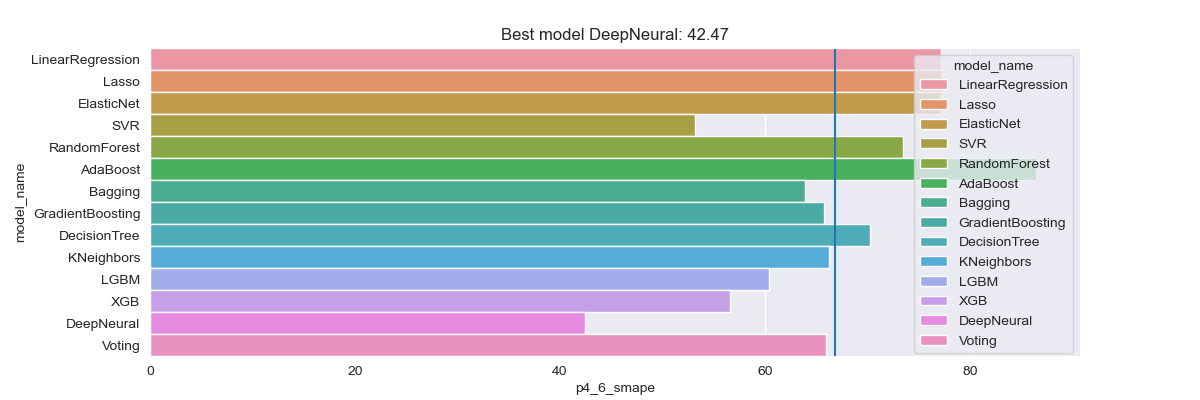 Best model DeepNeural: 42.47
model_name
LinearRegression
Lasso
ElasticNet
SVR
RandomForest
AdaBoost
Bagging
GradientBoosting
DecisionTree
KNeighbors
LGBM
XGB
DeepNeural
Voting
0
20
40
60
80
p4_6_smape
model_name
LinearRegression
Lasso
ElasticNet
SVR
RandomForest
AdaBoost
Bagging
GradientBoosting
DecisionTree
KNeighbors
LGBM
XGB
DeepNeural
Voting